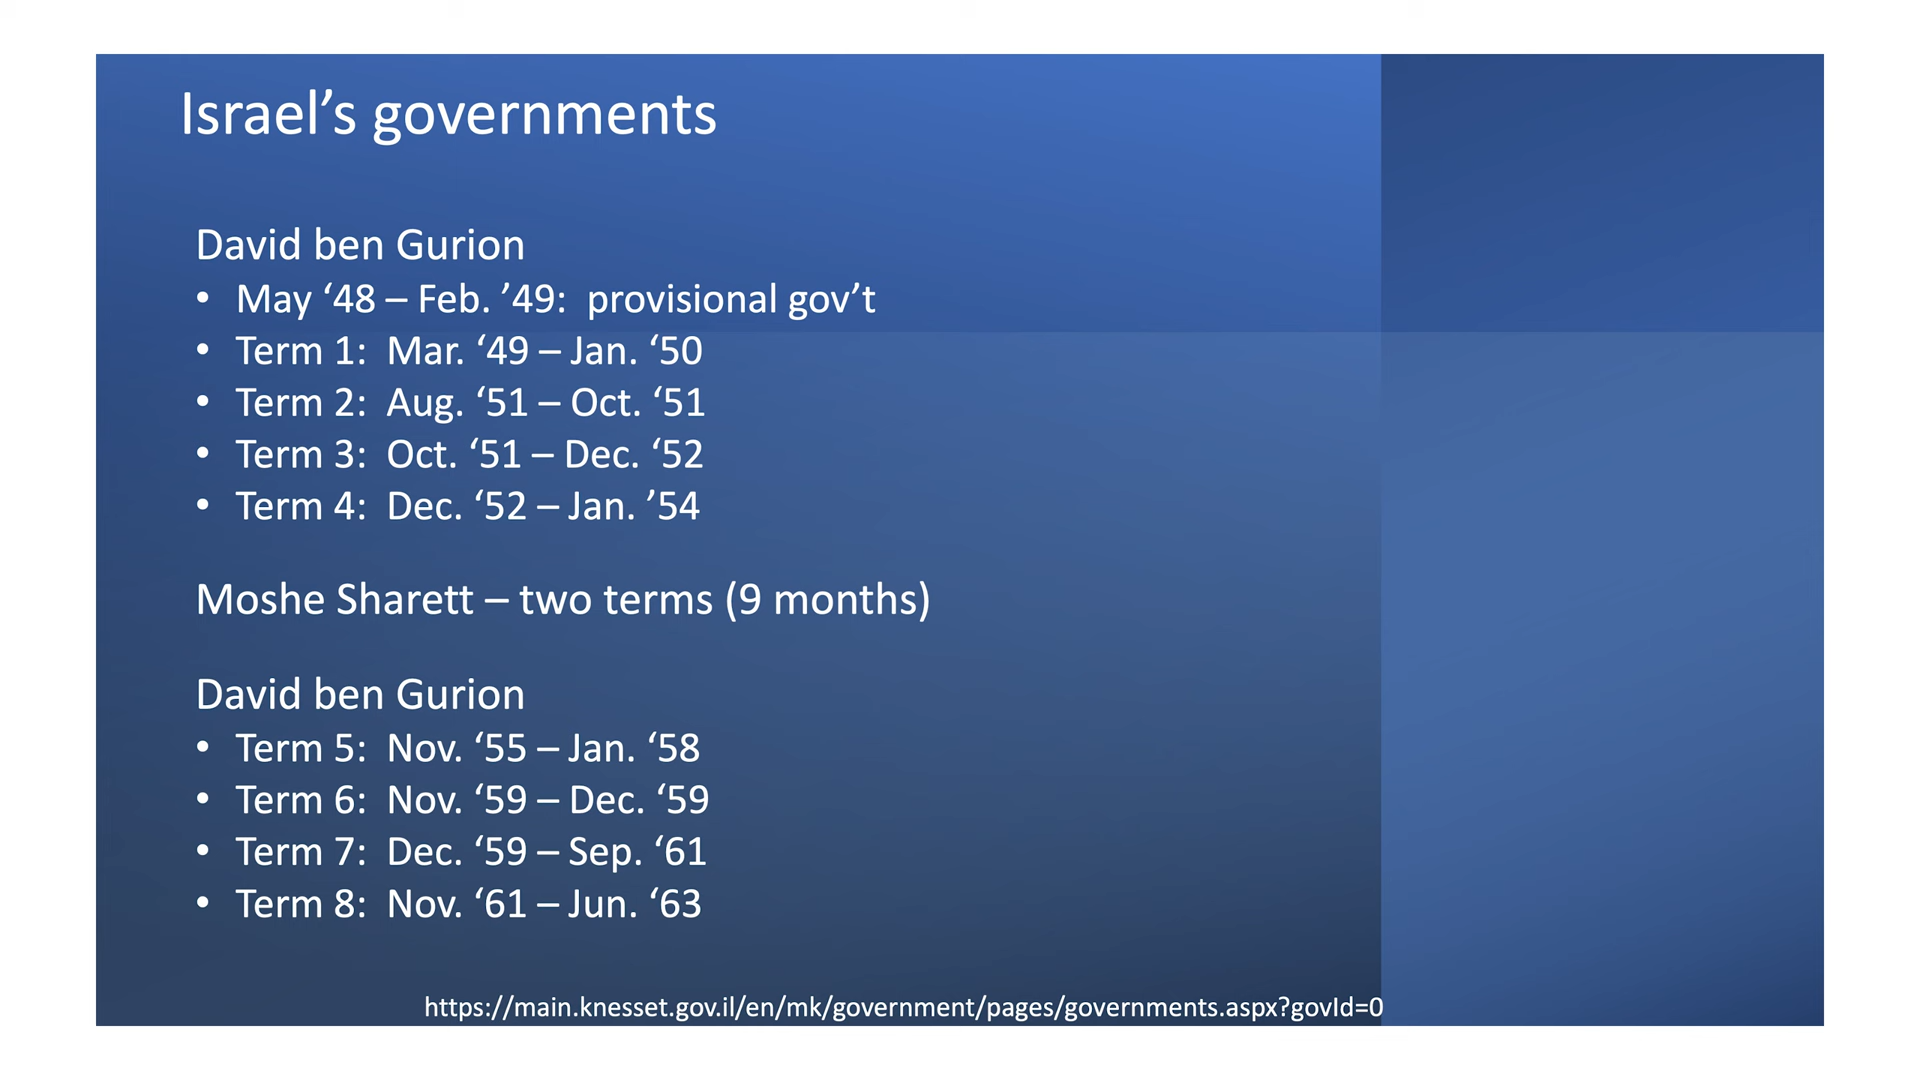 Israel’s governments
David ben Gurion
• May ‘48 – Feb. ’49:  provisional gov’t
• Term 1:  Mar. ‘49 – Jan. ‘50
• Term 2:  Aug. ‘51 – Oct. ‘51
• Term 3:  Oct. ‘51 – Dec. ‘52
• Term 4:  Dec. ‘52 – Jan. ’54
Moshe Sharett – two terms (9 months)
David ben Gurion
• Term 5:  Nov. ‘55 – Jan. ‘58
• Term 6:  Nov. ‘59 – Dec. ‘59
• Term 7:  Dec. ‘59 – Sep. ‘61
• Term 8:  Nov. ‘61 – Jun. ‘63
https://main.knesset.gov.il/en/mk/government/pages/governments.aspx?govId=0